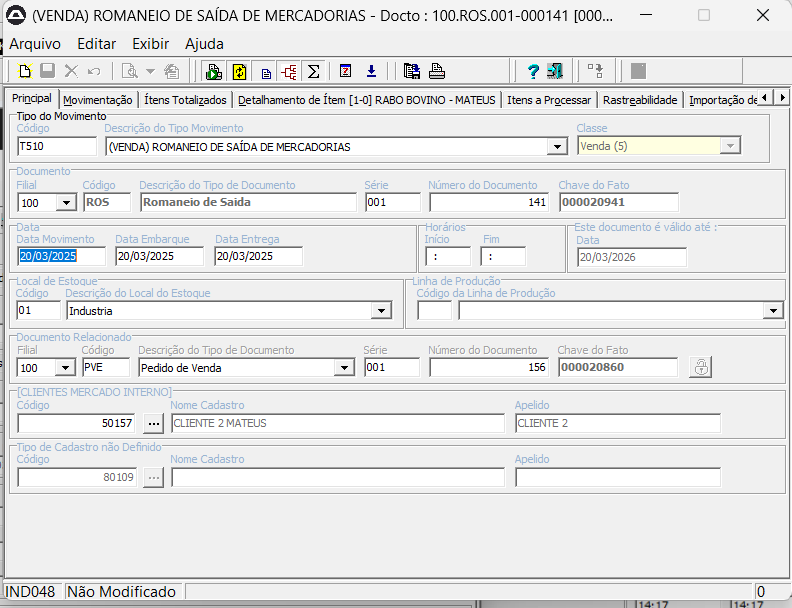 (VENDA) ROMANEIO DE SAÍDA DE MERCADORIAS - Docto : 100.ROS.001-000141 [000...
Arquivo Editar Exibir Ajuda
Principal Movimentação Ítens Totalizados Detalhamento de Ítem [1-0] RABO BOVINO - MATEUS Itens a Processar Rastreabilidade Importação de
Tipo do Movimento
Código Descrição do Tipo Movimento Classe
T510 (VENDA) ROMANEIO DE SAÍDA DE MERCADORIAS Venda (5)
Documento
Filial Código Descrição do Tipo de Documento Série Número do Documento Chave do Fato
100 ROS Romaneio de Saida 001 141 000020941
Data Horários Este documento é válido até :
Data Movimento Data Embarque Data Entrega Início Fim Data
20/03/2025 20/03/2025 20/03/2025 : : 20/03/2026
Local de Estoque Linha de Produção
Código Descrição do Local do Estoque Código da Linha de Produção
01 Industria
Documento Relacionado
Filial Código Descrição do Tipo de Documento Série Número do Documento Chave do Fato
100 PVE Pedido de Venda 001 156 000020860
[CLIENTES MERCADO INTERNO]
Código Nome Cadastro Apelido
50157 ... CLIENTE 2 MATEUS CLIENTE 2
Tipo de Cadastro não Definido
Código Nome Cadastro Apelido
80109 ...
IND048 Não Modificado 0
14:17 14:17